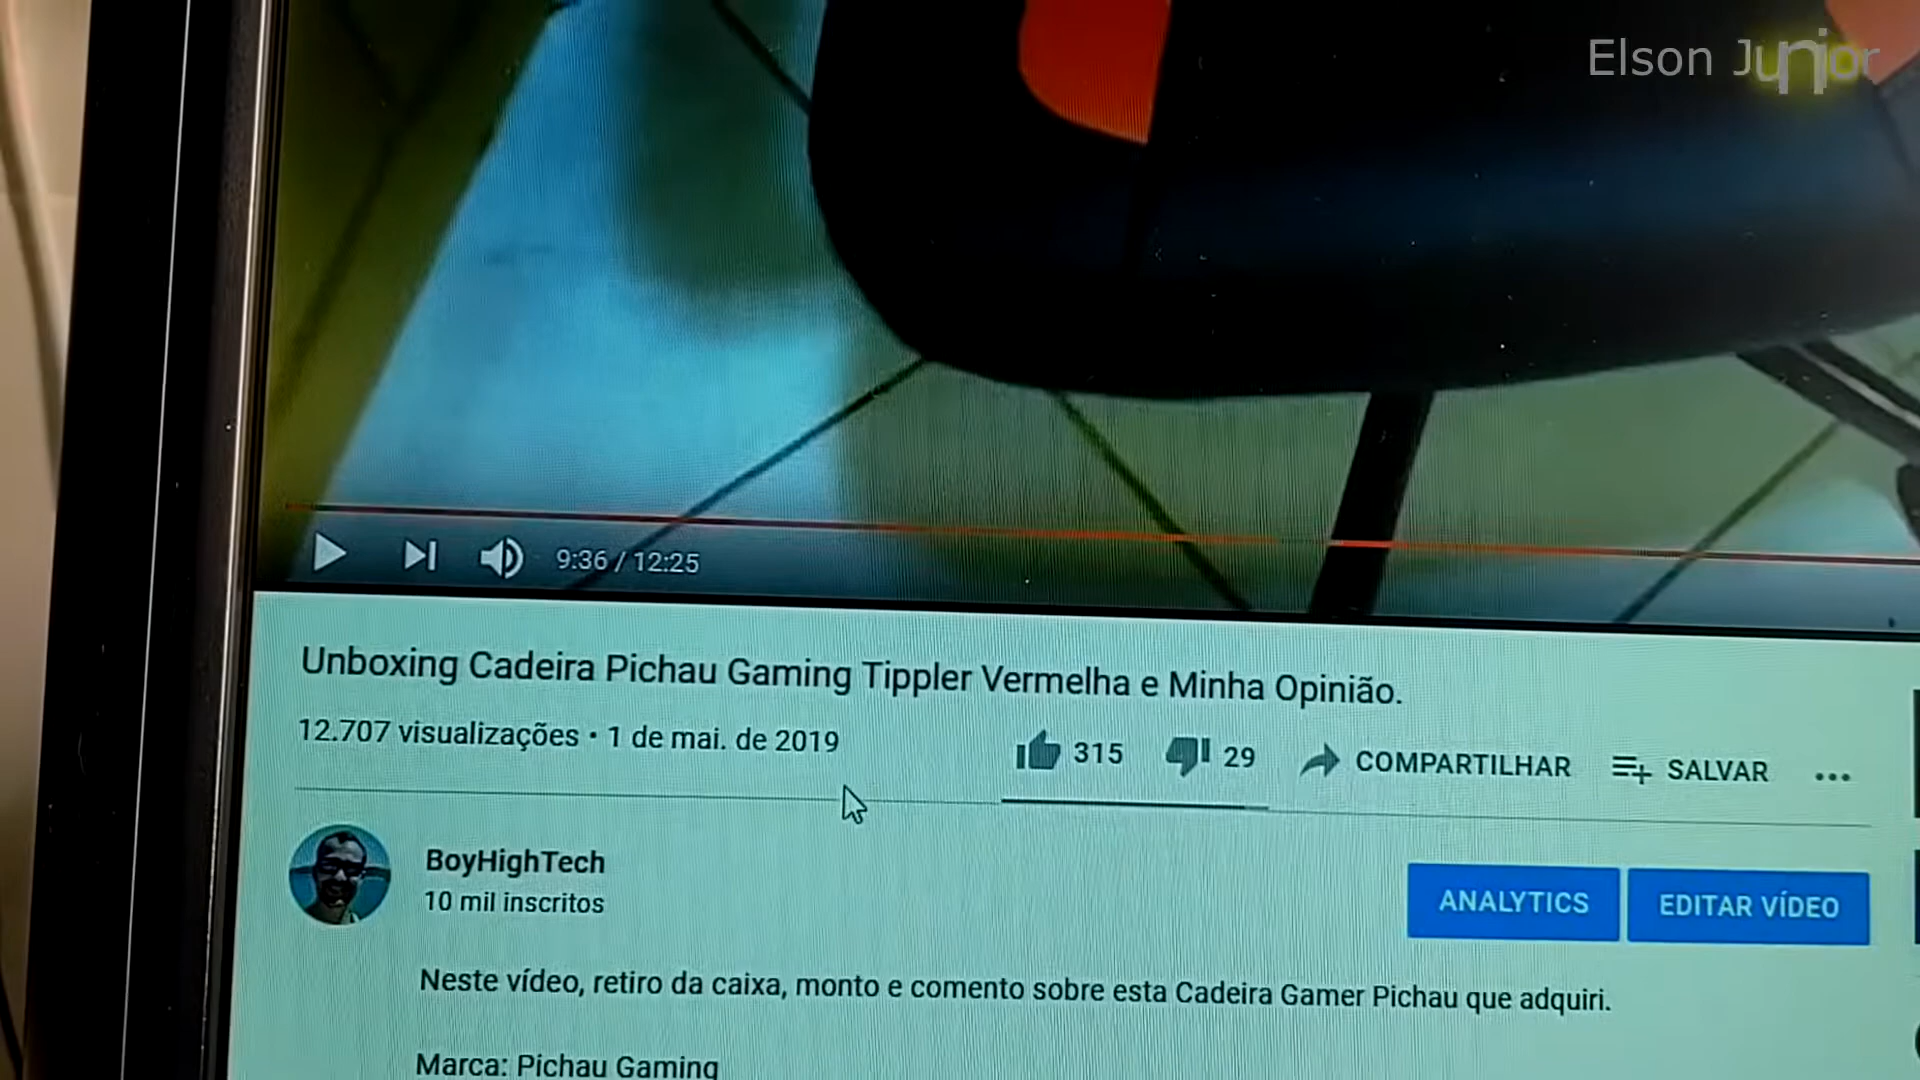 Elson Junior
9:36 / 12:25
Unboxing Cadeira Pichau Gaming Tippler Vermelha e Minha Opinião.
12.707 visualizações • 1 de mai. de 2019
315 29 COMPARTILHAR SALVAR
BoyHighTech
10 mil inscritos
ANALYTICS EDITAR VÍDEO
Neste vídeo, retiro da caixa, monto e comento sobre esta Cadeira Gamer Pichau que adquiri.
Marca: Pichau Gaming